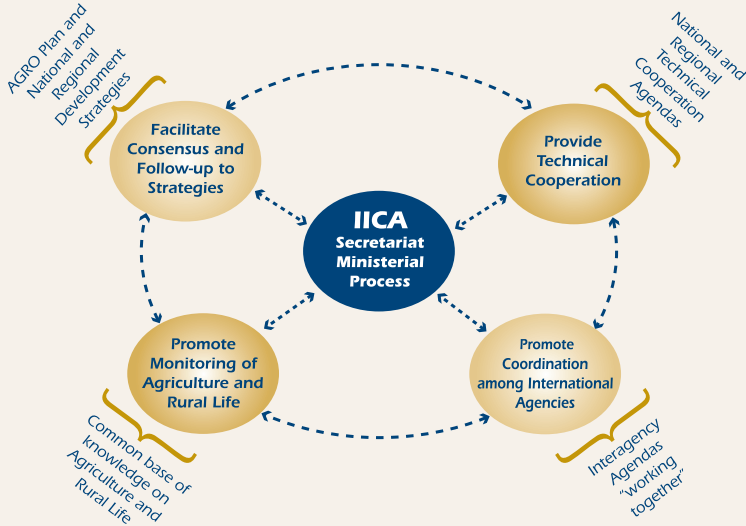 AGRO Plan and
National and
Regional
Development
Strategies
National and
Regional
Technical
Cooperation
Agendas
Facilitate
Consensus and
Follow-up to
Strategies
Provide
Technical
Cooperation
IICA
Secretariat
Ministerial
Process
Promote
Monitoring of
Agriculture and
Rural Life
Promote
Coordination
among International
Agencies
Common base of
knowledge on
Agriculture and
Rural Life
Interagency
Agendas
"working
together"